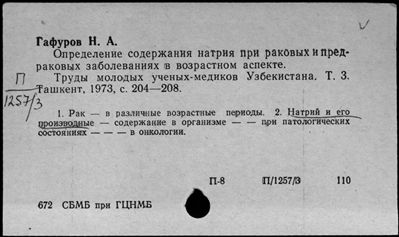 Гафуров Н. А.
Определение содержания натрия при раковых и пред-
раковых заболеваниях в возрастном аспекте.
Труды молодых ученых-медиков Узбекистана, Т. 3.
Ташкент, 1973, с. 204—208.
П
1257/3
1. Рак — в различные возрастные периоды. 2. Натрий и его
производные — содержание в организме — — при патологических
состояниях — — — в онкологии.
П-8 П/1257/3 110
672 СБМБ при ГЦНМБ